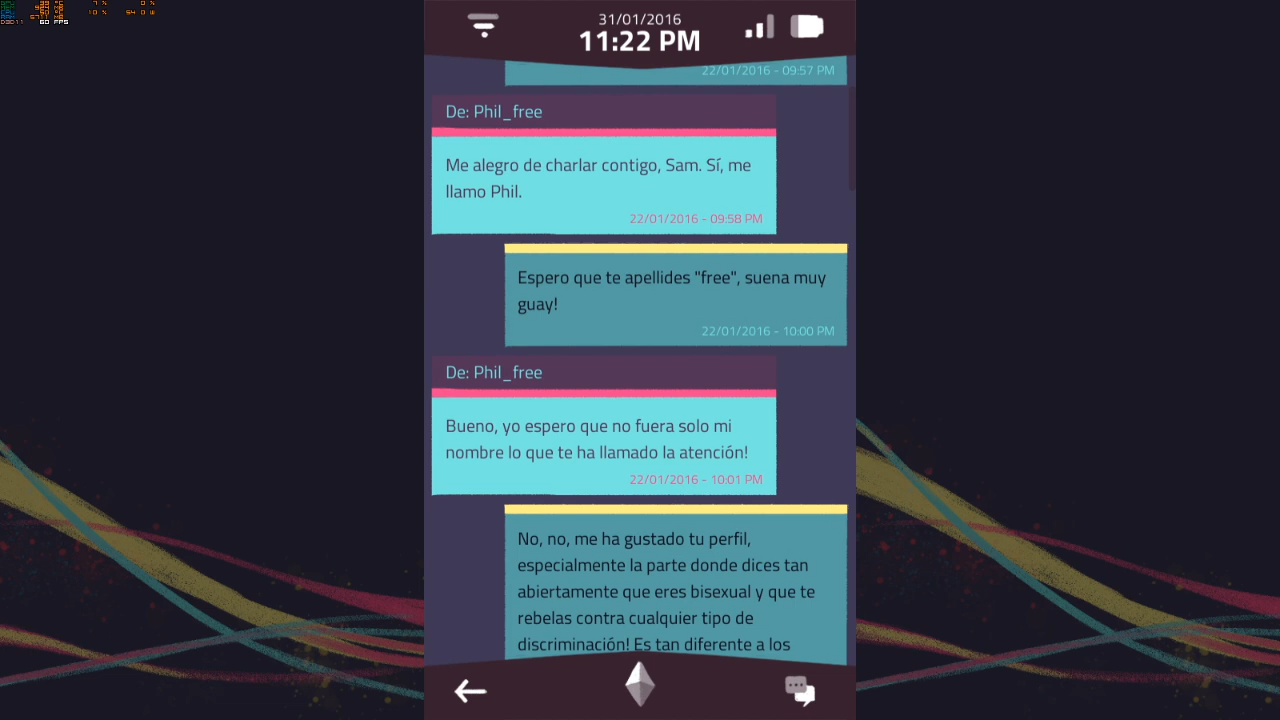 D3D11 60 FPS
31/01/2016
11:22 PM
22/01/2016 - 09:57 PM
De: Phil_free
Me alegro de charlar contigo, Sam. Sí, me
llamo Phil.
22/01/2016 - 09:58 PM
Espero que te apellides "free", suena muy
guay!
22/01/2016 - 10:00 PM
De: Phil_free
Bueno, yo espero que no fuera solo mi
nombre lo que te ha llamado la atención!
22/01/2016 - 10:01 PM
No, no, me ha gustado tu perfil,
especialmente la parte donde dices tan
abiertamente que eres bisexual y que te
rebelas contra cualquier tipo de
discriminación! Es tan diferente a los